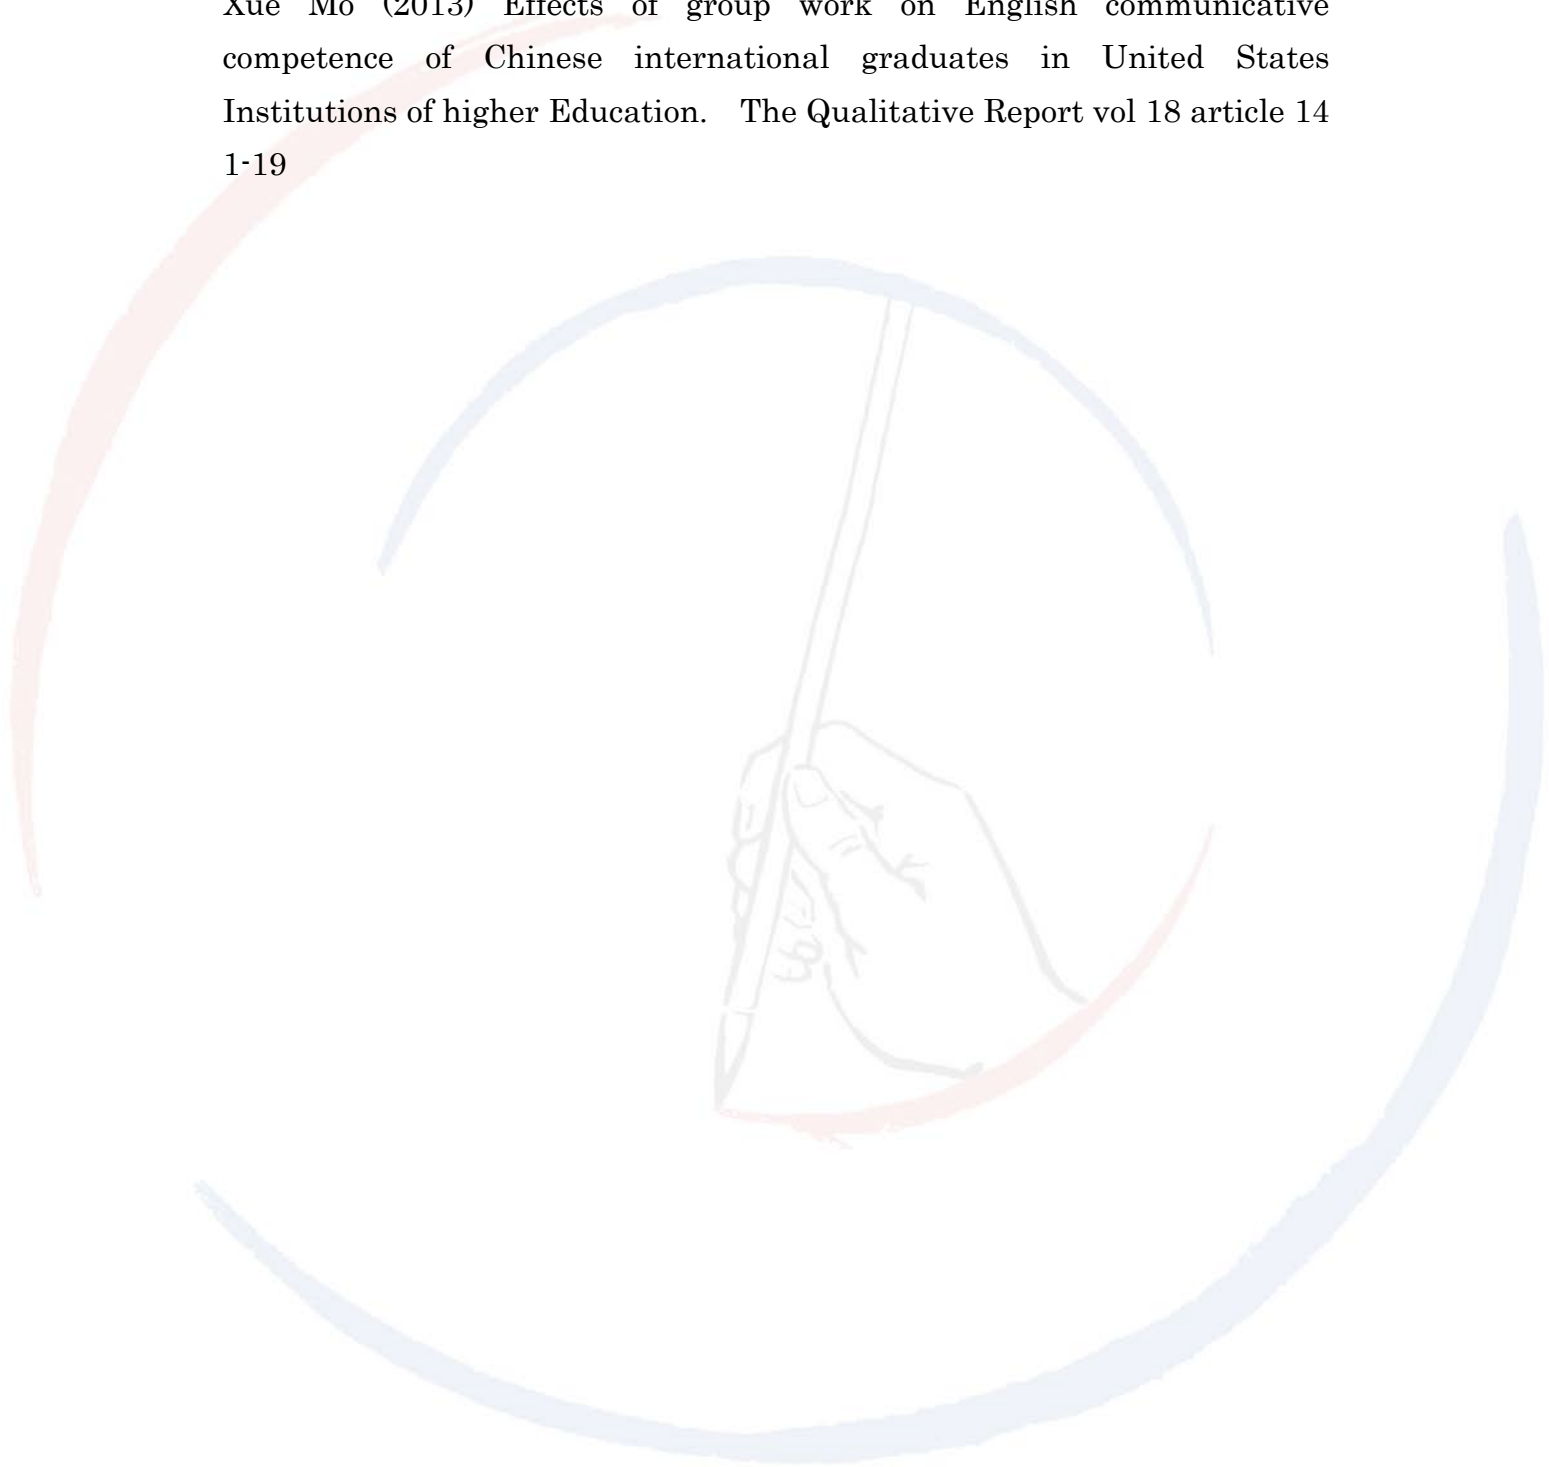 Xue Mo (2013) Effects of group work on English communicative
competence of Chinese international graduates in United States
Institutions of higher Education. The Qualitative Report vol 18 article 14
1-19